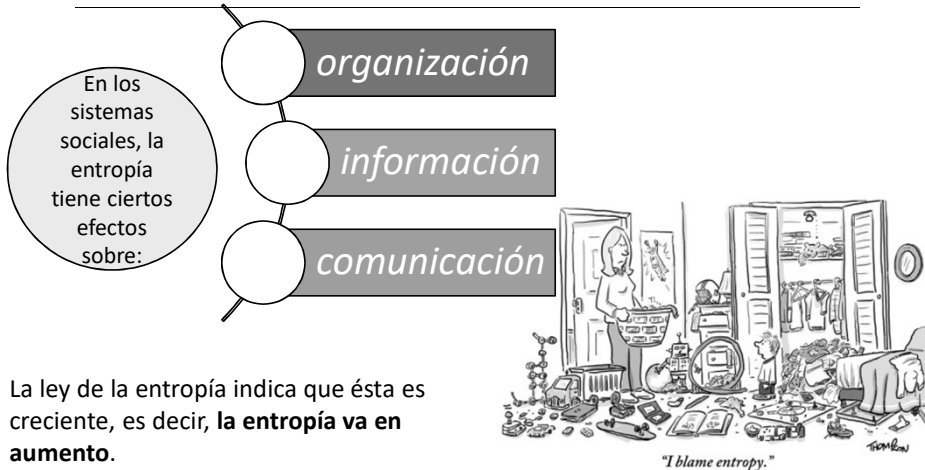 En los
sistemas
sociales, la
entropía
tiene ciertos
efectos
sobre:
organización
información
comunicación
La ley de la entropía indica que ésta es
creciente, es decir, la entropía va en
aumento.
THOMPSON
"I blame entropy."